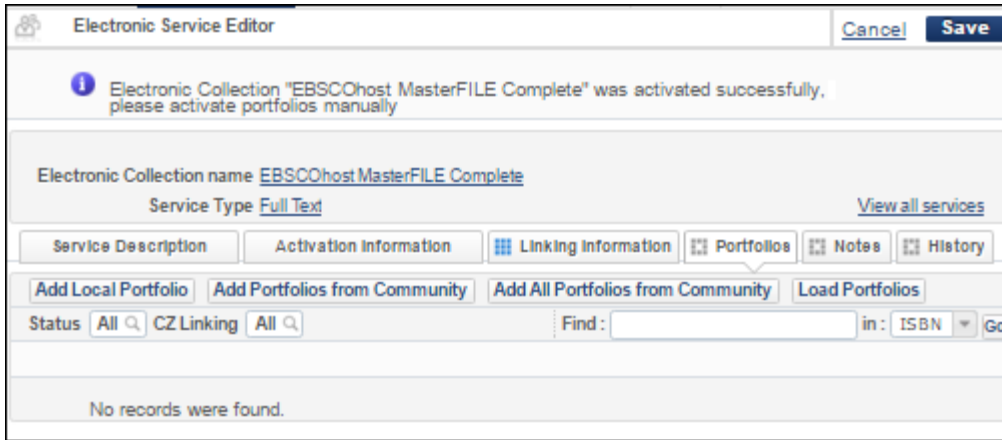 Electronic Service Editor
Cancel Save
Electronic Collection "EBSCOhost MasterFILE Complete" was activated successfully,
please activate portfolios manually
Electronic Collection name EBSCOhost MasterFILE Complete
Service Type Full Text View all services
Service Description Activation Information Linking Information Portfolios Notes History
Add Local Portfolio Add Portfolios from Community Add All Portfolios from Community Load Portfolios
Status All CZ Linking All Find : in : ISBN Go
No records were found.